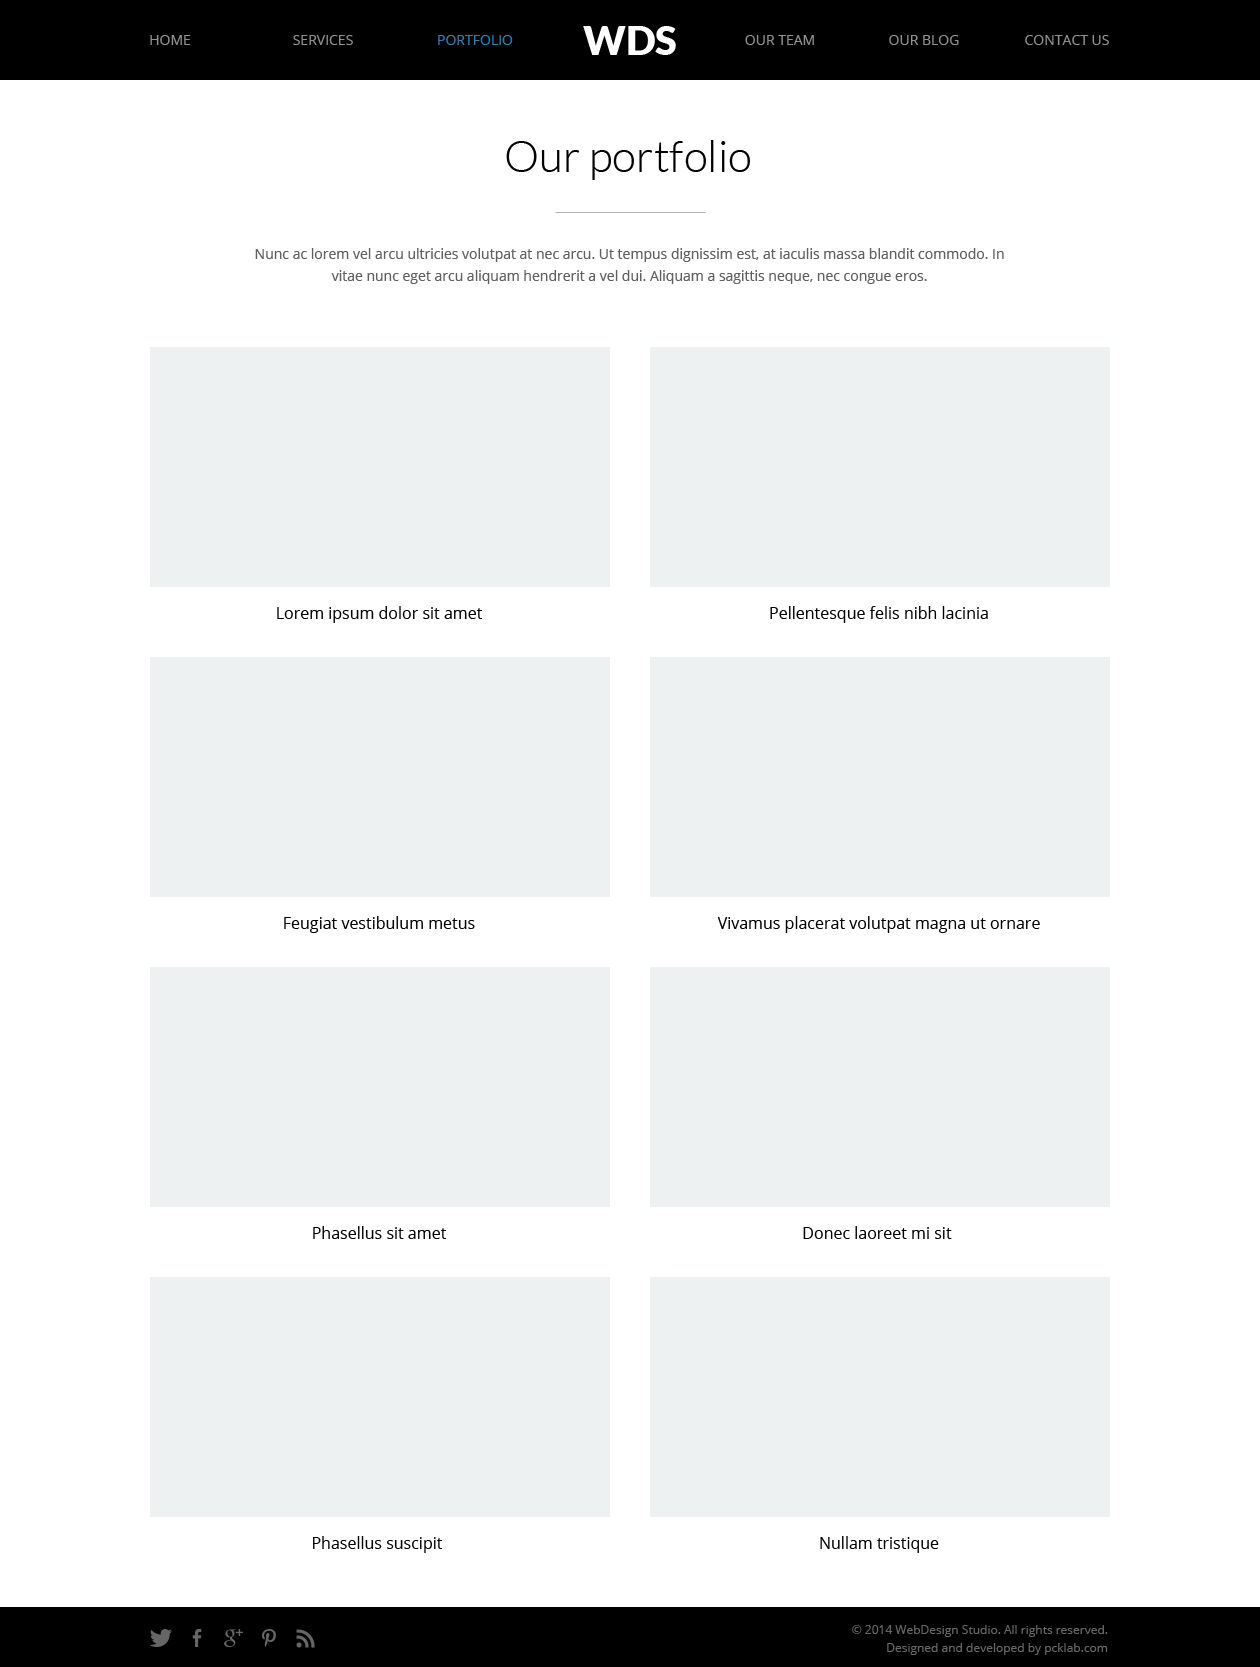 HOME SERVICES PORTFOLIO WDS OUR TEAM OUR BLOG CONTACT US
Our portfolio
Nunc ac lorem vel arcu ultricies volutpat at nec arcu. Ut tempus dignissim est, at iaculis massa blandit commodo. In
vitae nunc eget arcu aliquam hendrerit a vel dui. Aliquam a sagittis neque, nec congue eros.
Lorem ipsum dolor sit amet
Pellentesque felis nibh lacinia
Feugiat vestibulum metus
Vivamus placerat volutpat magna ut ornare
Phasellus sit amet
Donec laoreet mi sit
Phasellus suscipit
Nullam tristique
© 2014 WebDesign Studio. All rights reserved.
Designed and developed by pcklab.com